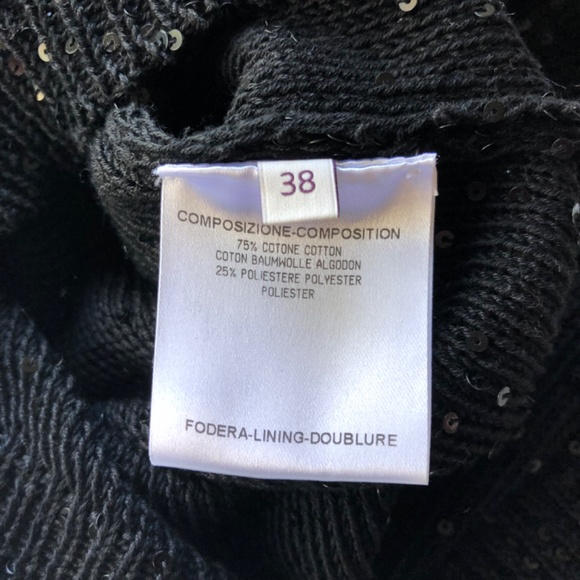 38
COMPOSIZIONE-COMPOSITION
75% COTONE COTTON
COTON BAUMWOLLE ALGODON
25% POLIESTERE POLYESTER
POLIESTER
FODERA-LINING-DOUBLURE